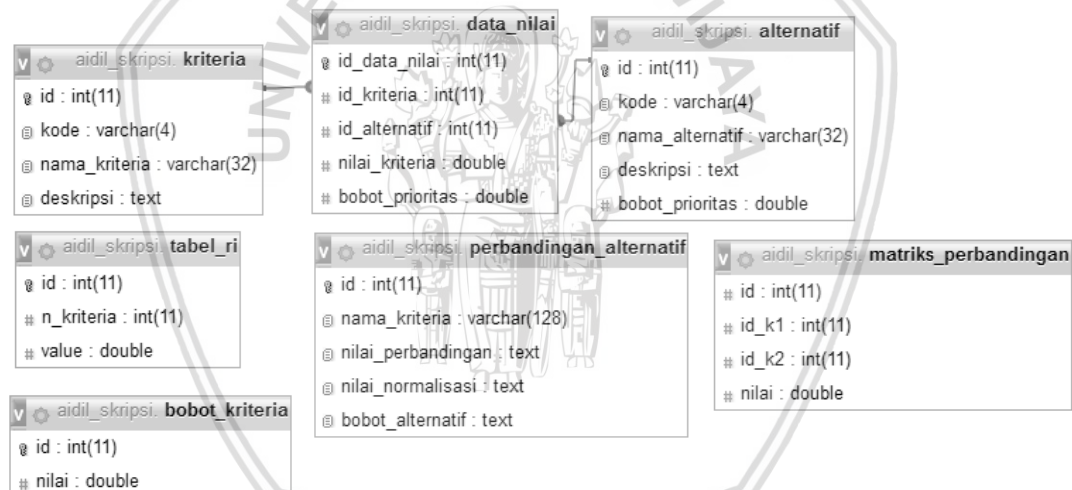 aidil_skripsi. kriteria
id : int(11)
kode : varchar(4)
nama_kriteria : varchar(32)
deskripsi : text
aidil_skripsi. data_nilai
id_data_nilai : int(11)
id_kriteria : int(11)
id_alternatif : int(11)
nilai_kriteria : double
bobot_prioritas : double
aidil_skripsi. alternatif
id : int(11)
kode : varchar(4)
nama_alternatif : varchar(32)
deskripsi : text
bobot_prioritas : double
aidil_skripsi. tabel_ri
id : int(11)
n_kriteria : int(11)
value : double
aidil_skripsi. perbandingan_alternatif
id : int(11)
nama_kriteria : varchar(128)
nilai_perbandingan : text
nilai_normalisasi : text
bobot_alternatif : text
aidil_skripsi. matriks_perbandingan
id : int(11)
id_k1 : int(11)
id_k2 : int(11)
nilai : double
aidil_skripsi. bobot_kriteria
id : int(11)
nilai : double